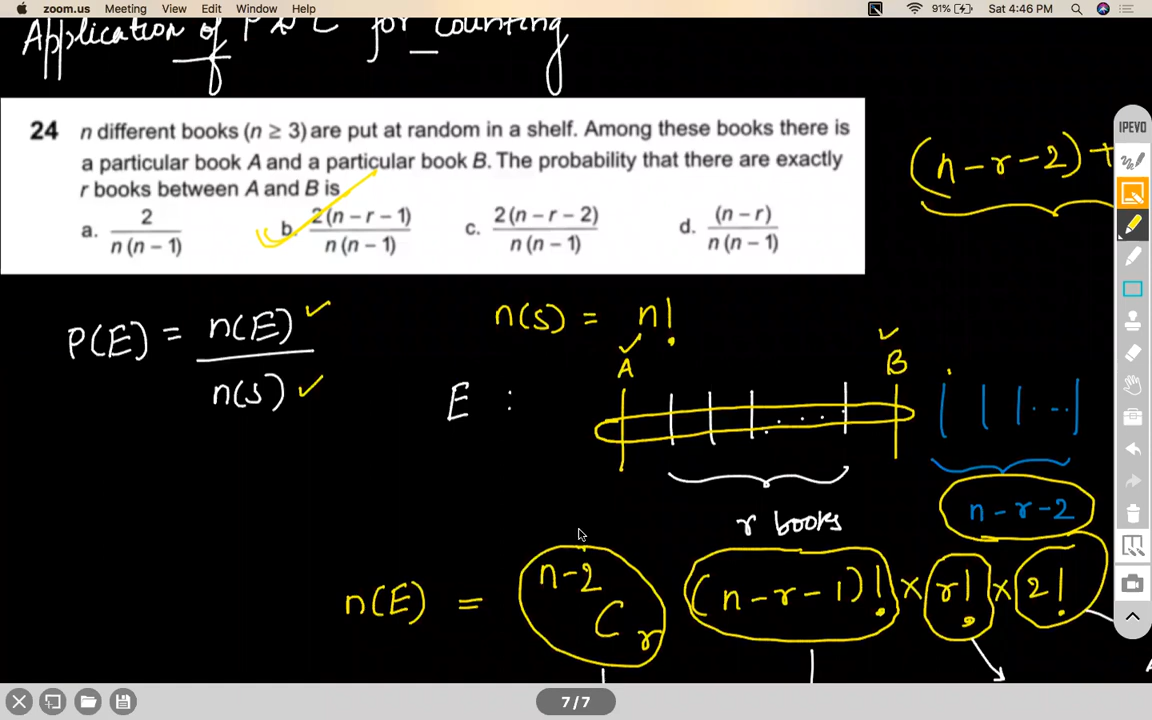 zoom.us Meeting View Edit Window Help 91% Sat 4:46 PM
Application of P & C for counting
24 n different books (n ≥ 3) are put at random in a shelf. Among these books there is
a particular book A and a particular book B. The probability that there are exactly
r books between A and B is
a. 2 / n (n – 1) b. 2 (n – r – 1) / n (n – 1) c. 2 (n – r – 2) / n (n – 1) d. (n – r) / n (n – 1)
(n-r-2) +
IPEVO
P(E) = n(E) / n(S)
n(S) = n!
E : A B
r books
n-r-2
n(E) = n-2 C r (n-r-1)! × r! × 2!
7 / 7